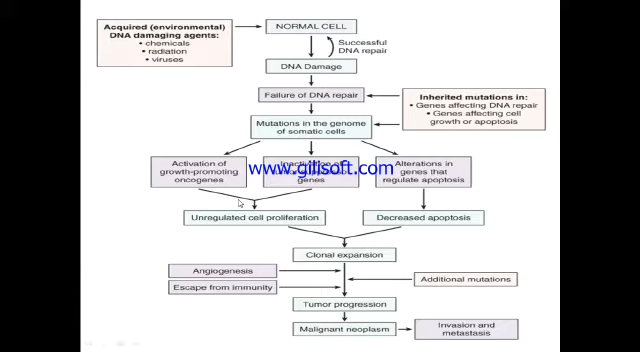 Acquired (environmental)
DNA damaging agents:
• chemicals
• radiation
• viruses
NORMAL CELL
Successful
DNA repair
DNA Damage
Failure of DNA repair
Inherited mutations in:
• Genes affecting DNA repair
• Genes affecting cell
growth or apoptosis
Mutations in the genome
of somatic cells
Activation of
growth-promoting
oncogenes
Inactivation of
genes
Alterations in
genes that
regulate apoptosis
www.gilisoft.com
Unregulated cell proliferation
Decreased apoptosis
Clonal expansion
Angiogenesis
Additional mutations
Escape from immunity
Tumor progression
Malignant neoplasm
Invasion and
metastasis